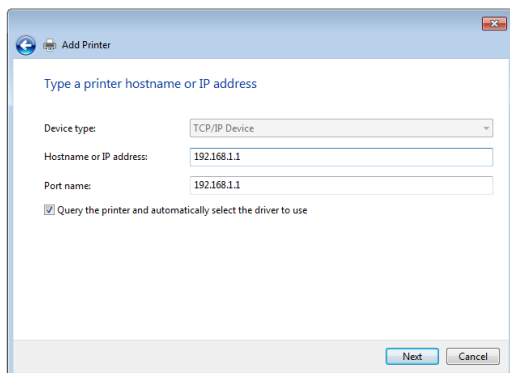 Add Printer
Type a printer hostname or IP address
Device type: TCP/IP Device
Hostname or IP address: 192.168.1.1
Port name: 192.168.1.1
Query the printer and automatically select the driver to use
Next Cancel